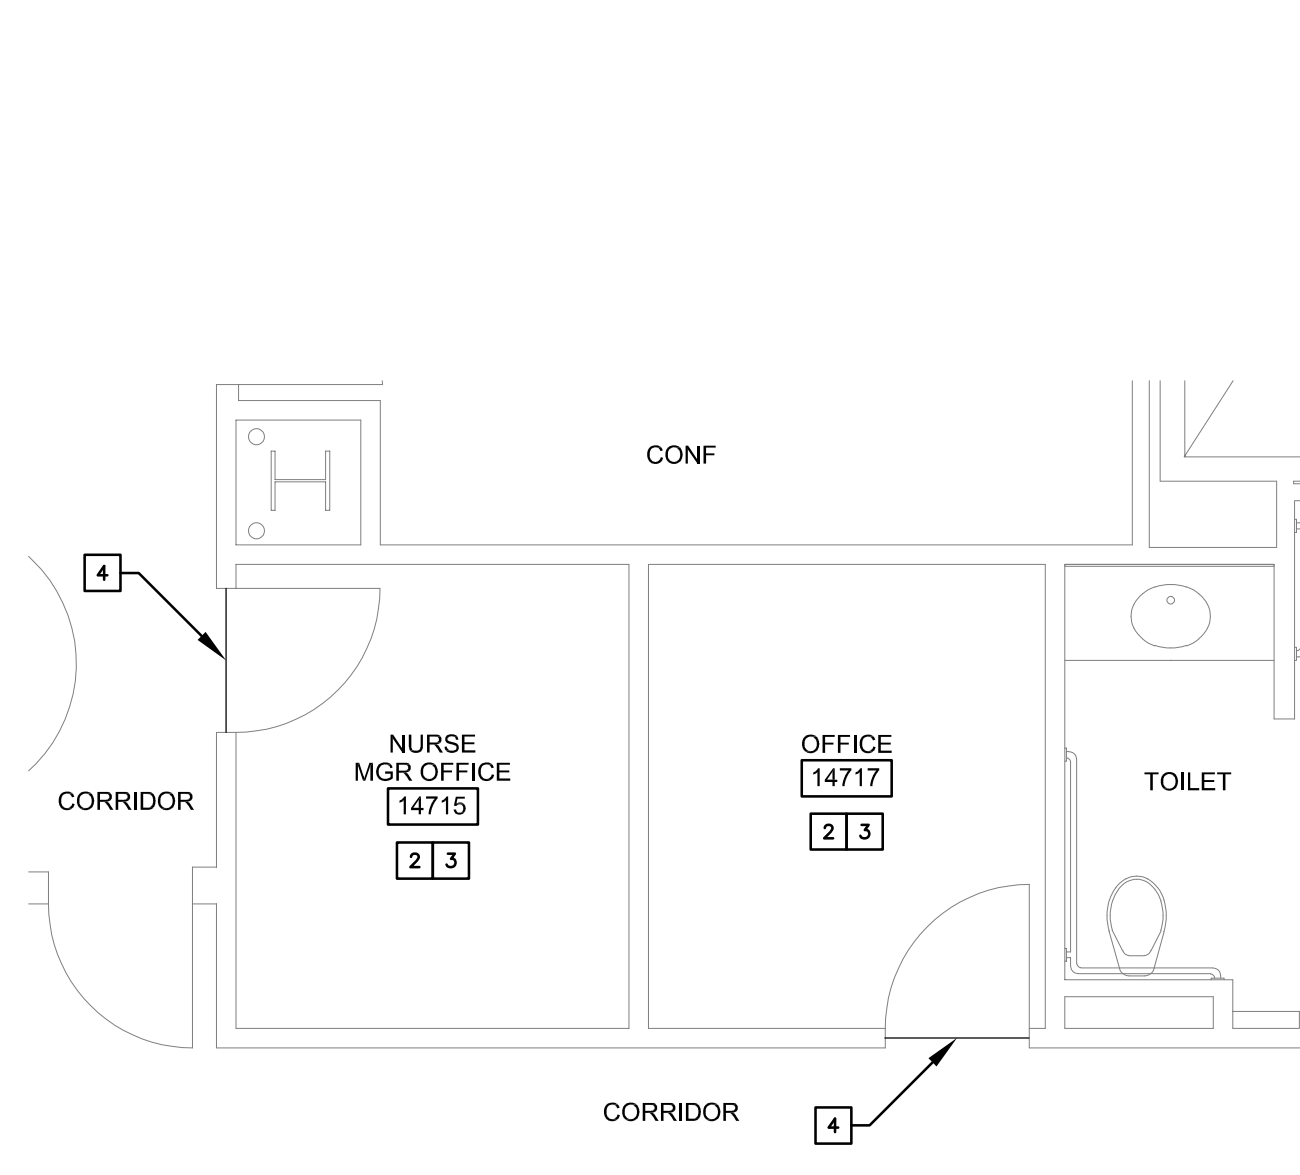 CONF
4
NURSE
MGR OFFICE
14715
2 3
OFFICE
14717
2 3
TOILET
CORRIDOR
CORRIDOR
4